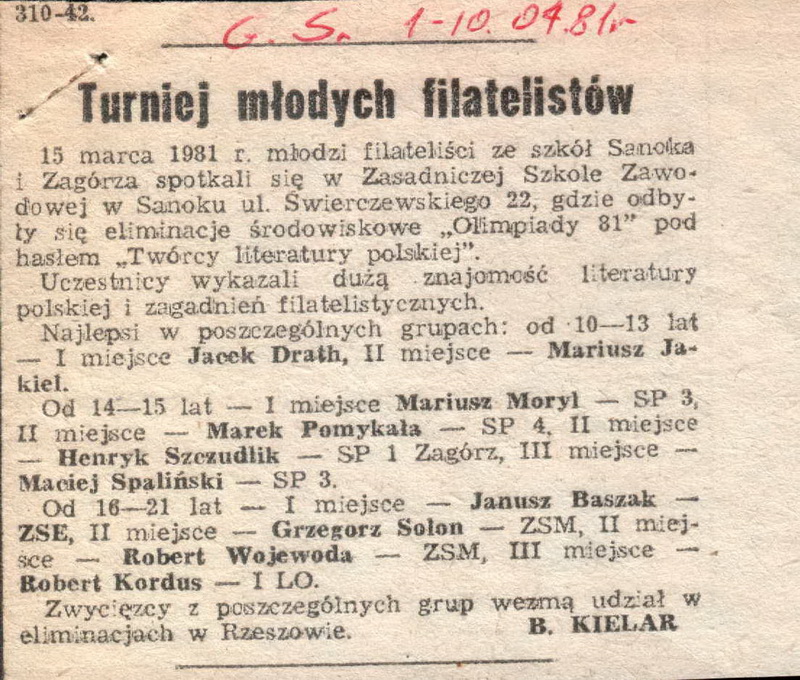 310-42.
G. S. 1-10. 04.81r
Turniej młodych filatelistów
15 marca 1981 r. młodzi filateliści ze szkół Sanoka
i Zagórza spotkali się w Zasadniczej Szkole Zawo-
dowej w Sanoku ul. Świerczewskiego 22, gdzie odby-
ły się eliminacje środowiskowe „Olimpiady 81” pod
hasłem „Twórcy literatury polskiej”.
Uczestnicy wykazali dużą znajomość literatury
polskiej i zagadnień filatelistycznych.
Najlepsi w poszczególnych grupach: od 10—13 lat
— I miejsce Jacek Drath, II miejsce — Mariusz Ja-
kiel.
Od 14—15 lat — I miejsce Mariusz Moryl — SP 3,
II miejsce — Marek Pomykała — SP 4, II miejsce
— Henryk Szczudlik — SP 1 Zagórz, III miejsce —
Maciej Spaliński — SP 3.
Od 16—21 lat — I miejsce — Janusz Baszak —
ZSE, II miejsce — Grzegorz Solon — ZSM, II miej-
sce — Robert Wojewoda — ZSM, III miejsce —
Robert Kordus — I LO.
Zwycięzcy z poszczególnych grup wezmą udział w
eliminacjach w Rzeszowie. B. KIELAR